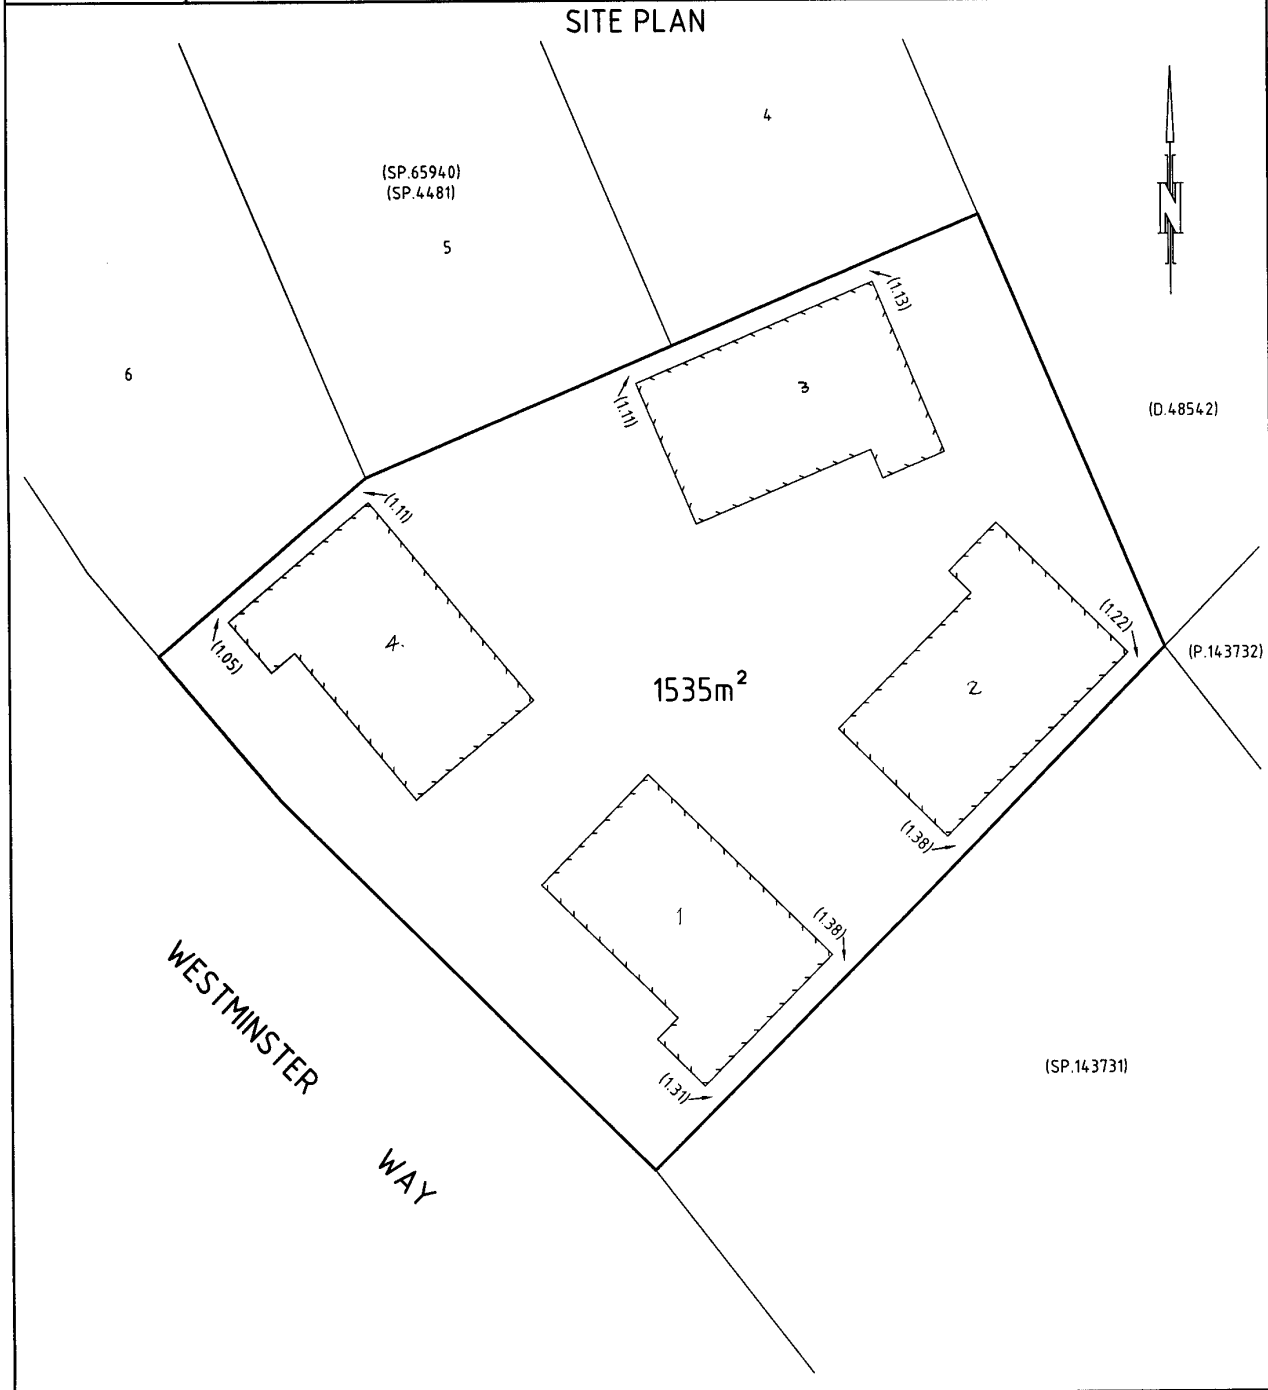 SITE PLAN
4
(SP.65940)
(SP.4481)
5
N
(1.13)
6
3
(1.11)
(D.48542)
(1.11)
(1.22)
4
(1.05)
(P.143732)
1535m²
2
(1.38)
1
(1.38)
WESTMINSTER
(SP.143731)
(1.31)
WAY